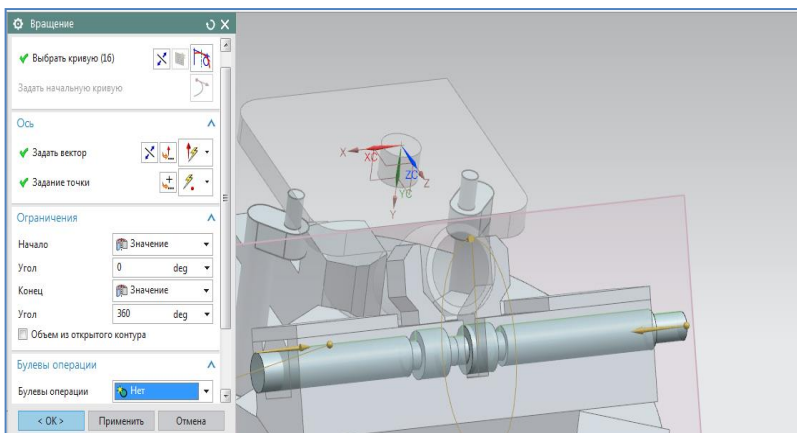 Вращение
Выбрать кривую (16)
Задать начальную кривую
Ось
Задать вектор
Задание точки
Ограничения
Начало Значение
Угол 0 deg
Конец Значение
Угол 360 deg
Объем из открытого контура
Булевы операции
Булевы операции Нет
< ОК > Применить Отмена
X XC
ZC Z
YC
Y